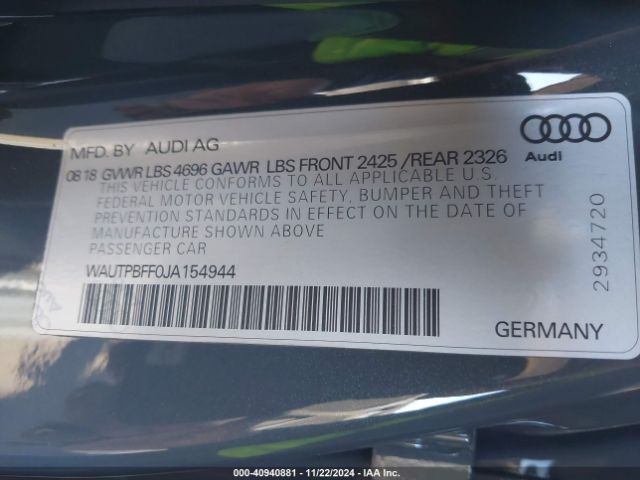 MFD. BY AUDI AG
08 18 GVWR LBS 4696 GAWR LBS FRONT 2425 /REAR 2326
THIS VEHICLE CONFORMS TO ALL APPLICABLE U.S.
FEDERAL MOTOR VEHICLE SAFETY, BUMPER AND THEFT
PREVENTION STANDARDS IN EFFECT ON THE DATE OF
MANUFACTURE SHOWN ABOVE
PASSENGER CAR
WAUTPBFF0JA154944
Audi
2934720
GERMANY
000-40940881 - 11/22/2024 - IAA Inc.